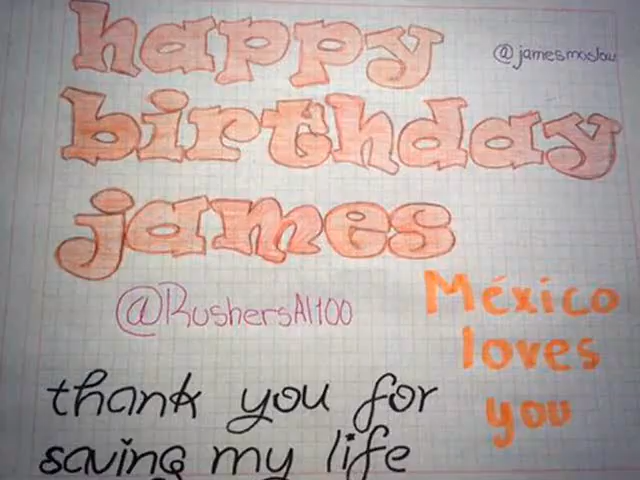 happy
@jamesmaslow
birthday
james
@RushersAl100
México
loves
you
thank you for
saving my life